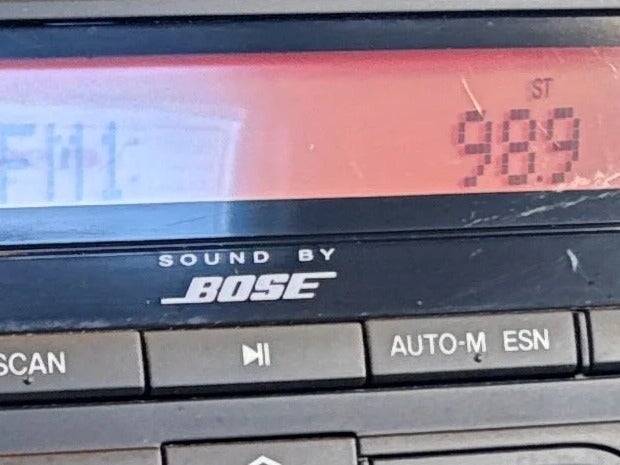 ST
FM1 98.9
SOUND BY
BOSE
SCAN ⏯ AUTO-M ESN